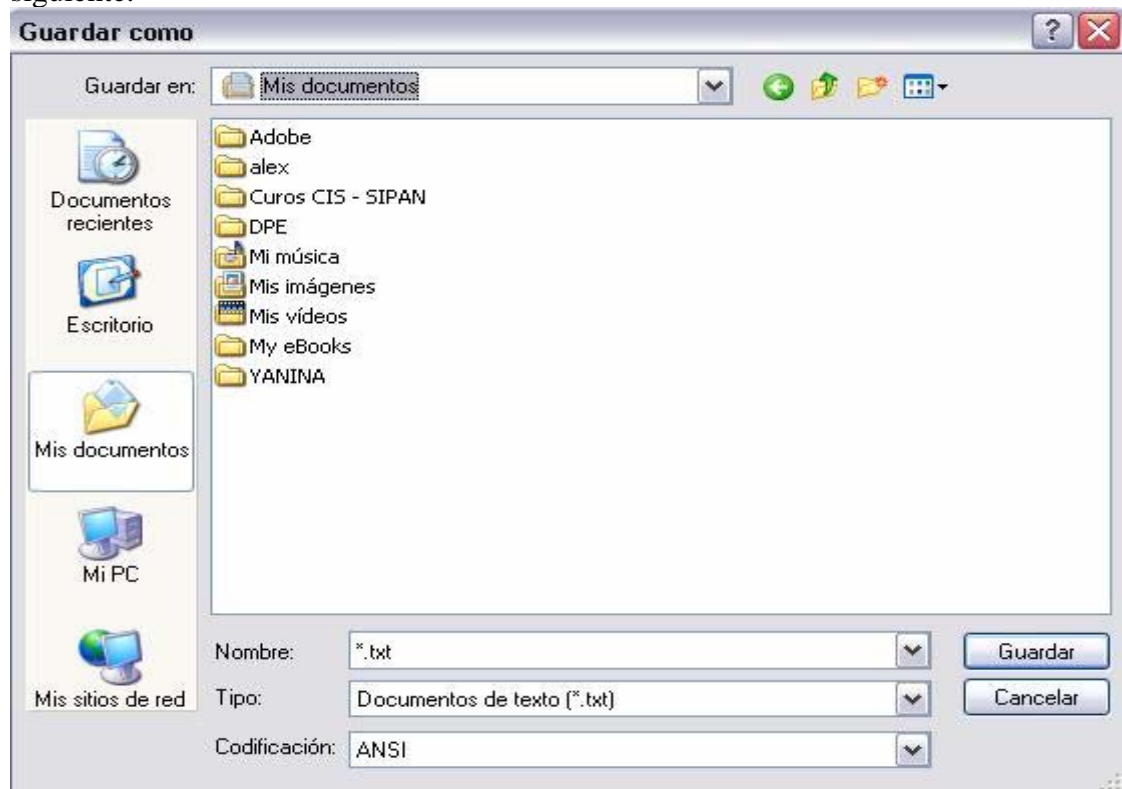 siguiente:
Guardar como
Guardar en: Mis documentos
Adobe
alex
Curos CIS - SIPAN
DPE
Mi música
Mis imágenes
Mis vídeos
My eBooks
YANINA
Documentos
recientes
Escritorio
Mis documentos
Mi PC
Mis sitios de red
Nombre: *.txt Guardar
Tipo: Documentos de texto (*.txt) Cancelar
Codificación: ANSI